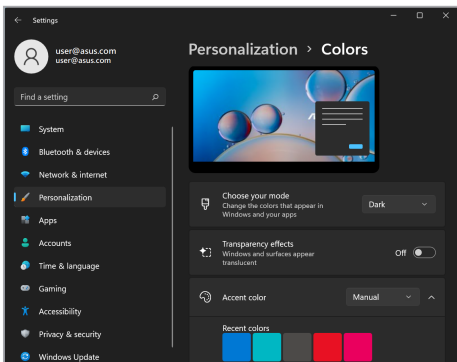 Settings
user@asus.com
user@asus.com
Find a setting
System
Bluetooth & devices
Network & internet
Personalization
Apps
Accounts
Time & language
Gaming
Accessibility
Privacy & security
Windows Update
Personalization > Colors
Choose your mode
Change the colors that appear in
Windows and your apps
Dark
Transparency effects
Windows and surfaces appear
translucent
Off
Accent color
Manual
Recent colors